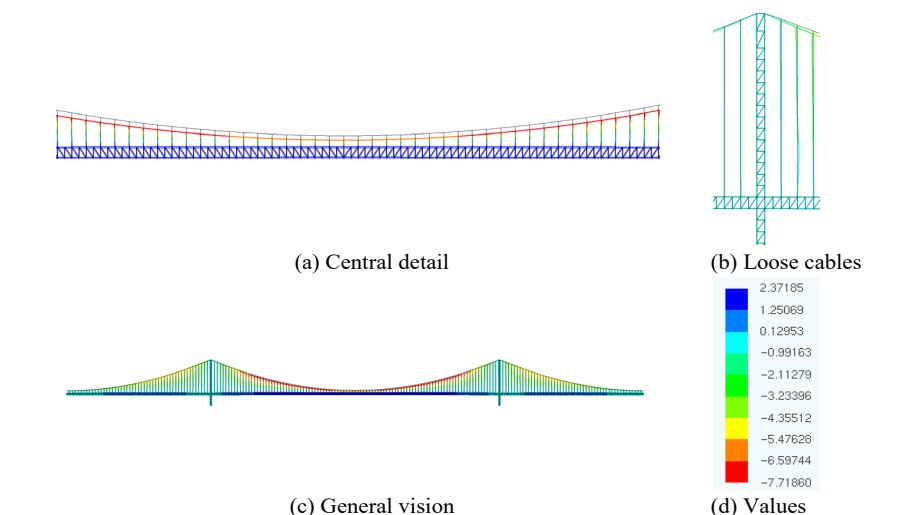 (a) Central detail
(b) Loose cables
2.37185
1.25069
0.12953
−0.99163
−2.11279
−3.23396
−4.35512
−5.47628
−6.59744
−7.71860
(c) General vision
(d) Values